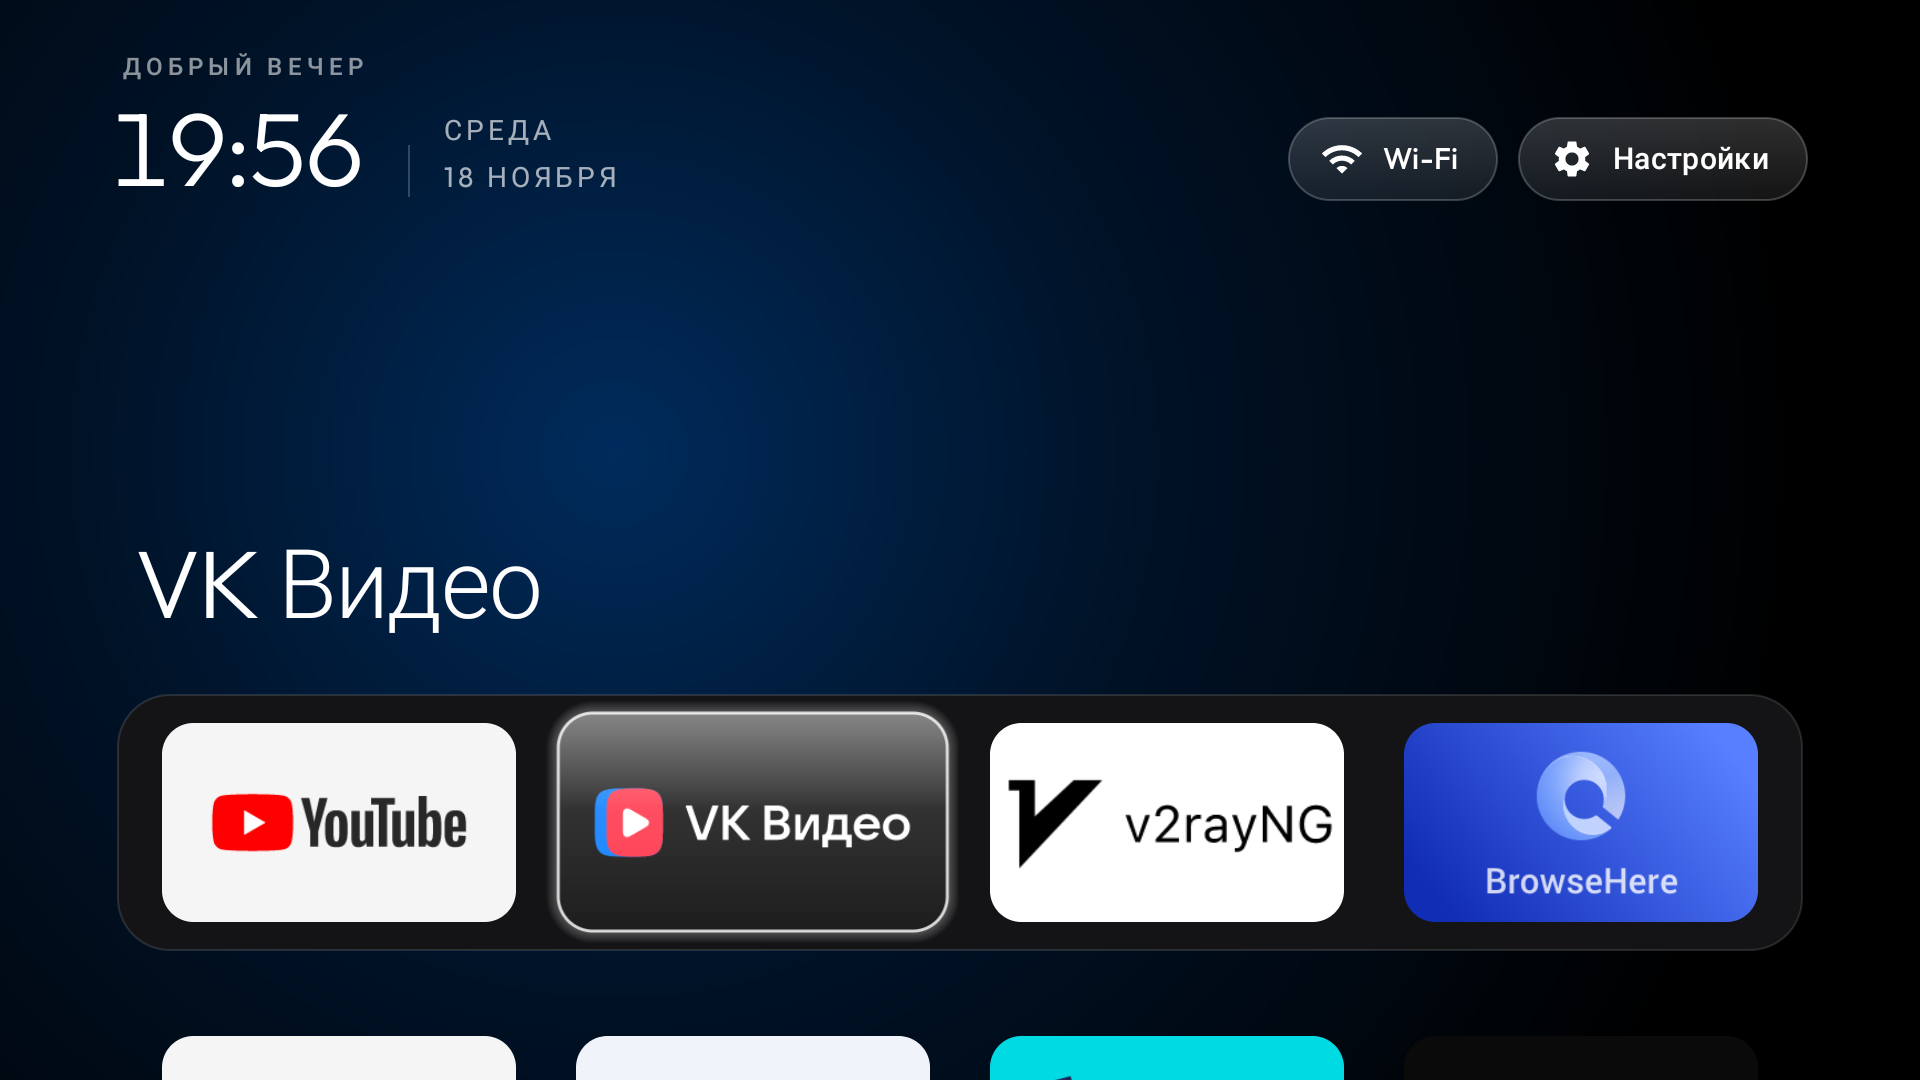 ДОБРЫЙ ВЕЧЕР
19:56
СРЕДА
18 НОЯБРЯ
Wi-Fi
Настройки
VK Видео
YouTube
VK Видео
v2rayNG
BrowseHere